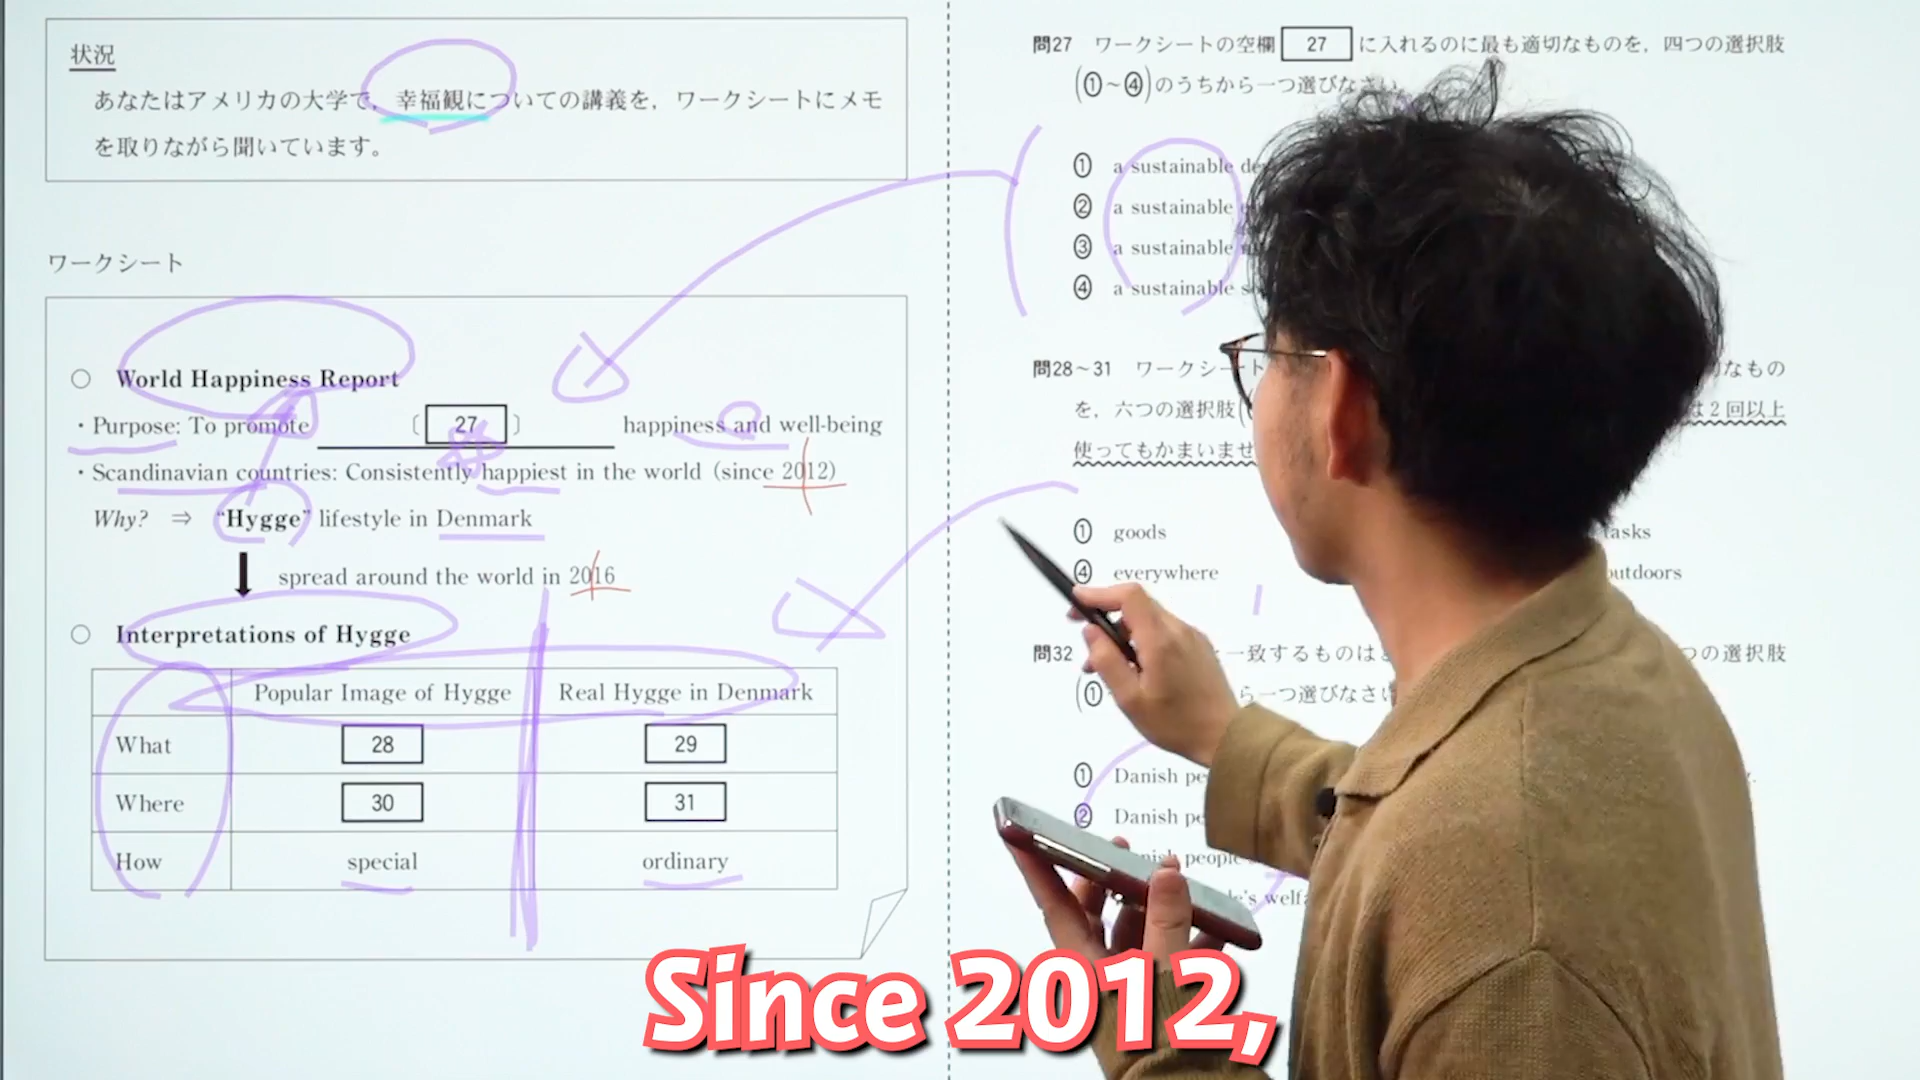 状況
あなたはアメリカの大学で，幸福観についての講義を，ワークシートにメモ
を取りながら聞いています。
ワークシート
○ World Happiness Report
・Purpose: To promote 〔 27 〕 happiness and well-being
・Scandinavian countries: Consistently happiest in the world (since 2012)
Why? ⇒ “Hygge” lifestyle in Denmark
spread around the world in 2016
○ Interpretations of Hygge
Popular Image of Hygge Real Hygge in Denmark
What 28 29
Where 30 31
How special ordinary
問27 ワークシートの空欄 27 に入れるのに最も適切なものを，四つの選択肢
(①～④)のうちから一つ選びなさい。
① a sustainable
② a sustainable
③ a sustainable
④ a sustainable
問28～31 ワークシート なもの
を，六つの選択肢( は2回以上
使ってもかまいませ
① goods tasks
④ everywhere outdoors
問32 と一致するものは の選択肢
(① ら一つ選びなさい
① Danish
② Danish
people
welf
Since 2012,